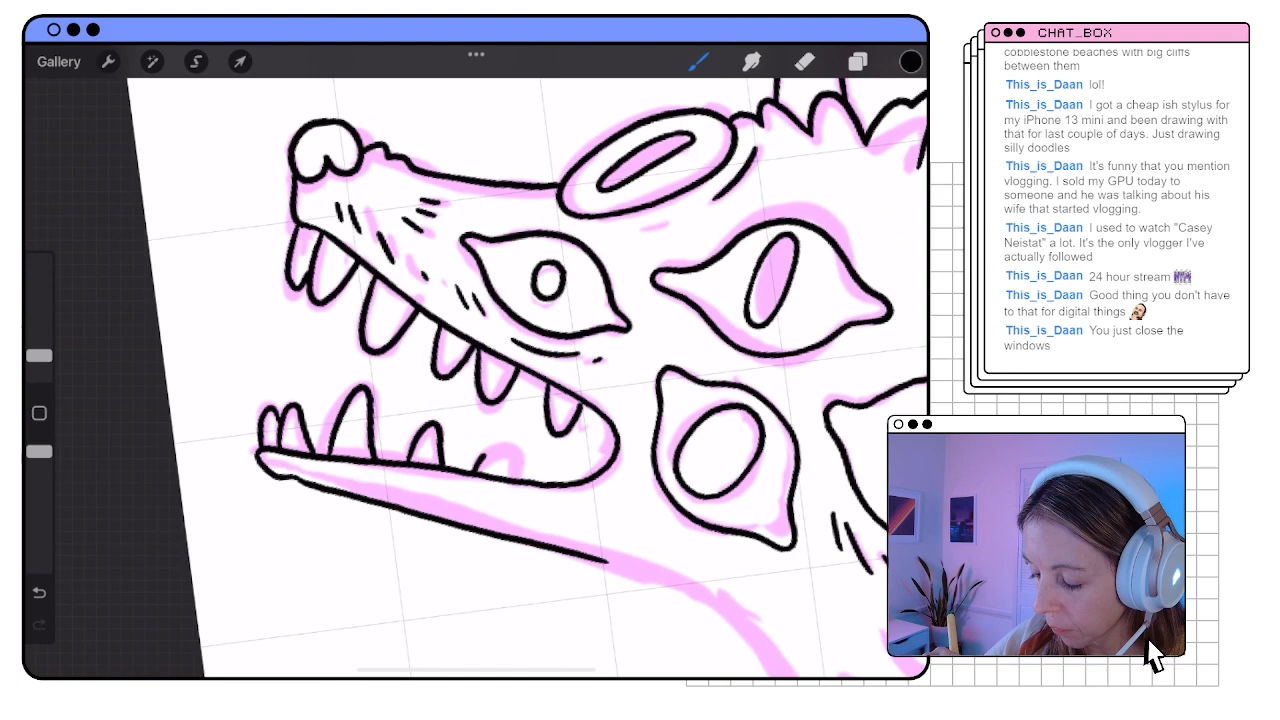 Gallery
CHAT_BOX
cobblestone beaches with big cliffs
between them
This_is_Daan lol!
This_is_Daan I got a cheap ish stylus for
my iPhone 13 mini and been drawing with
that for last couple of days. Just drawing
silly doodles
This_is_Daan It's funny that you mention
vlogging. I sold my GPU today to
someone and he was talking about his
wife that started vlogging.
This_is_Daan I used to watch "Casey
Neistat" a lot. It's the only vlogger I've
actually followed
This_is_Daan 24 hour stream
This_is_Daan Good thing you don't have
to that for digital things
This_is_Daan You just close the
windows